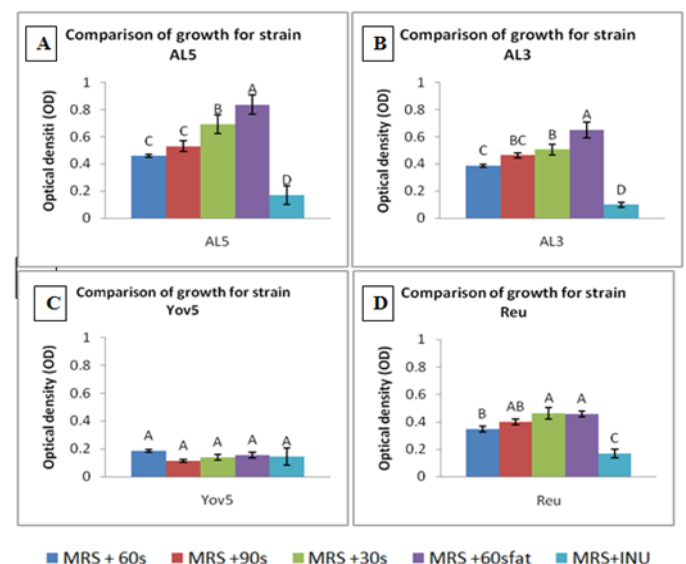 A
Comparison of growth for strain
AL5
Optical densiti (OD)
1
0.8
0.6
0.4
0.2
0
C
C
B
A
D
AL5
B
Comparison of growth for strain
AL3
Optical density (OD)
1
0.8
0.6
0.4
0.2
0
C
BC
B
A
D
AL3
C
Comparison of growth for strain
Yov5
Optical density (OD)
1
0.8
0.6
0.4
0.2
0
A
A
A
A
A
Yov5
D
Comparison of growth for strain
Reu
Optical density (OD)
1
0.8
0.6
0.4
0.2
0
B
AB
A
A
C
Reu
MRS + 60s MRS +90s MRS +30s MRS +60sfat MRS+INU